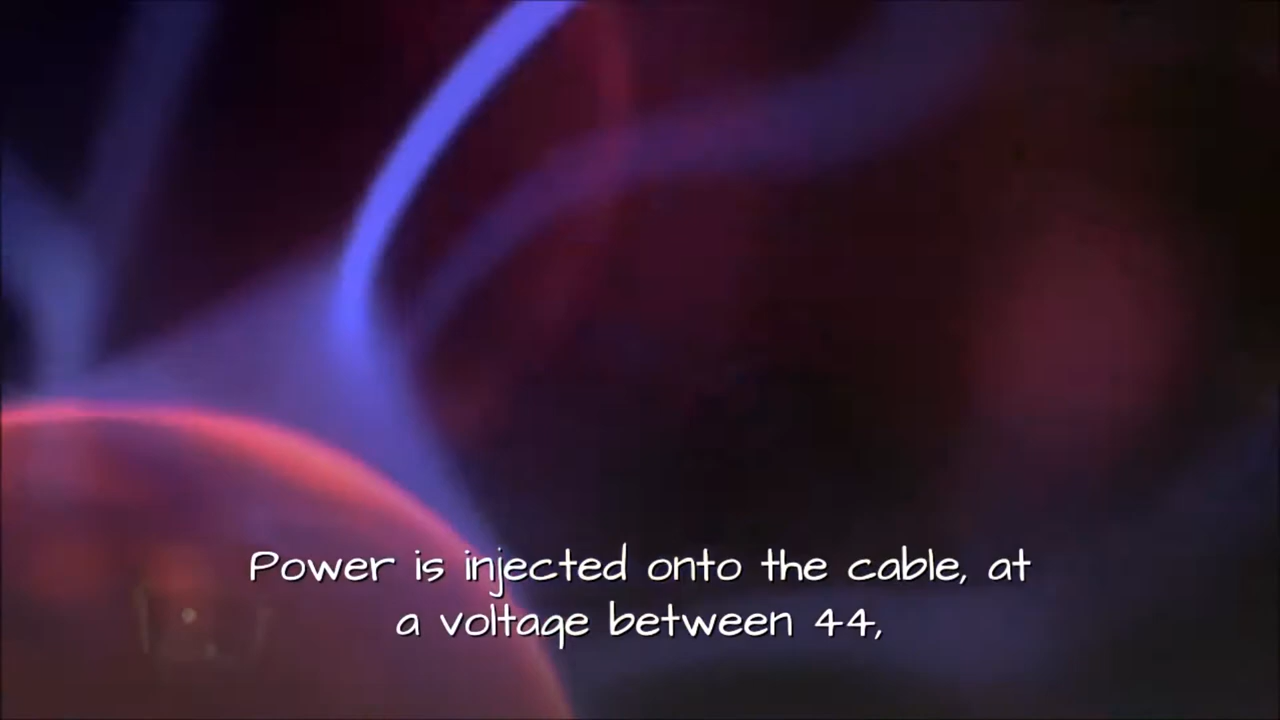 Power is injected onto the cable, at
a voltage between 44,